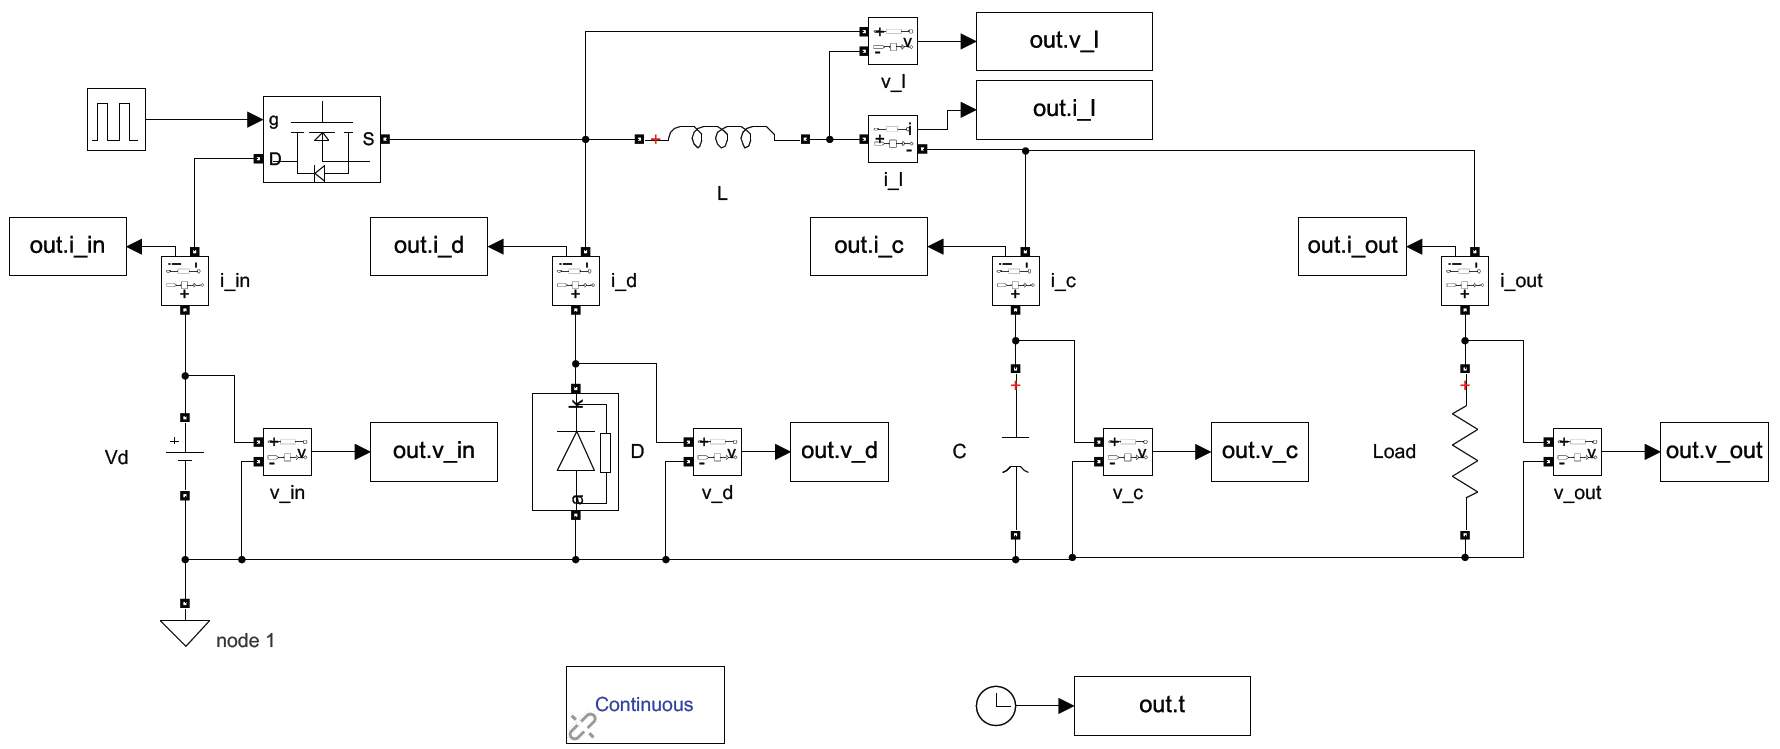 out.v_l
v_l
out.i_l
i_l
g
D
S
+
L
out.i_in
i_in
out.i_d
i_d
out.i_c
i_c
out.i_out
i_out
Vd
+
v_in
out.v_in
k
a
D
v_d
out.v_d
C
+
v_c
out.v_c
Load
+
v_out
out.v_out
node 1
Continuous
out.t